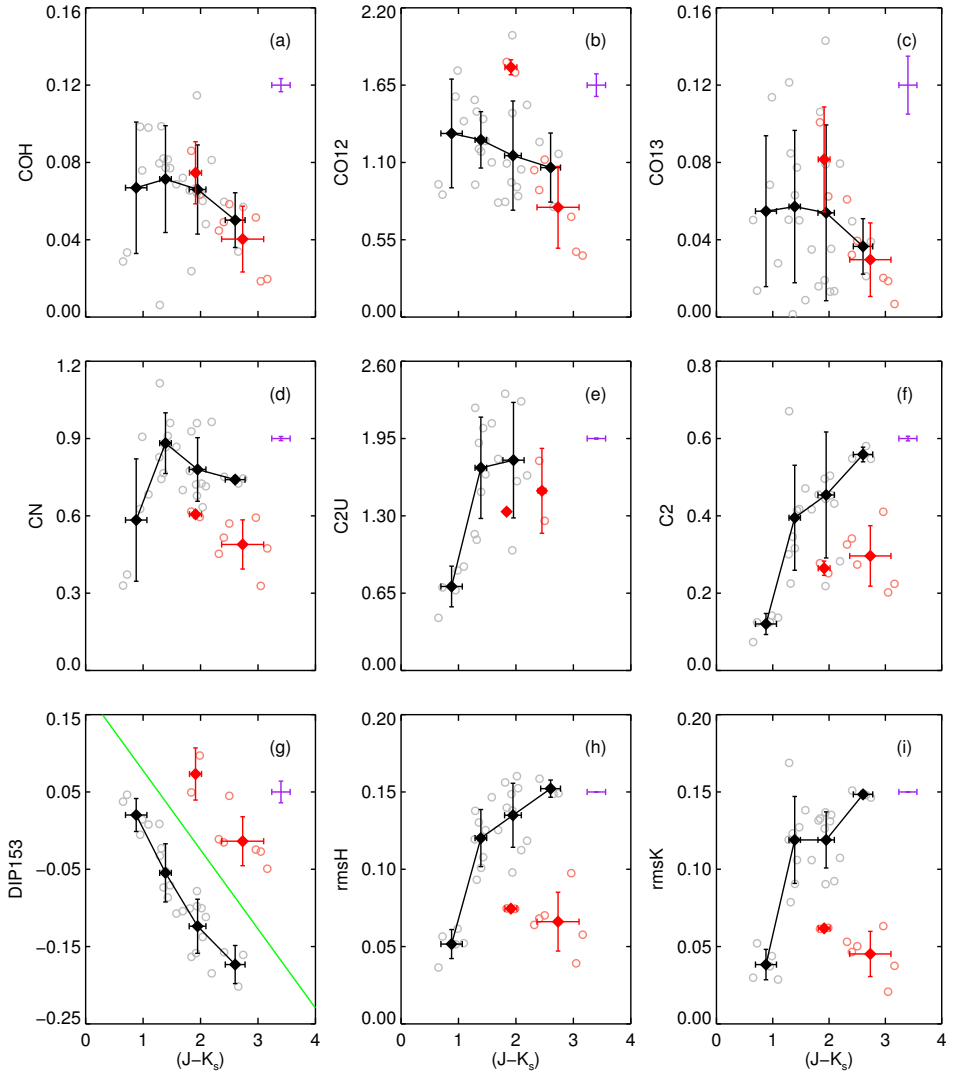 0.16 2.20 0.16
(a) (b) (c)
0.12 1.65 0.12
COH 0.08 CO12 1.10 CO13 0.08
0.04 0.55 0.04
0.00 0.00 0.00
1.2 2.60 0.8
(d) (e) (f)
0.9 1.95 0.6
CN 0.6 C2U 1.30 C2 0.4
0.3 0.65 0.2
0.0 0.00 0.0
0.15 0.20 0.20
(g) (h) (i)
0.05 0.15 0.15
DIP153 −0.05 rmsH 0.10 rmsK 0.10
−0.15 0.05 0.05
−0.25 0.00 0.00
0 1 2 3 4 0 1 2 3 4 0 1 2 3 4
(J−Ks) (J−Ks) (J−Ks)